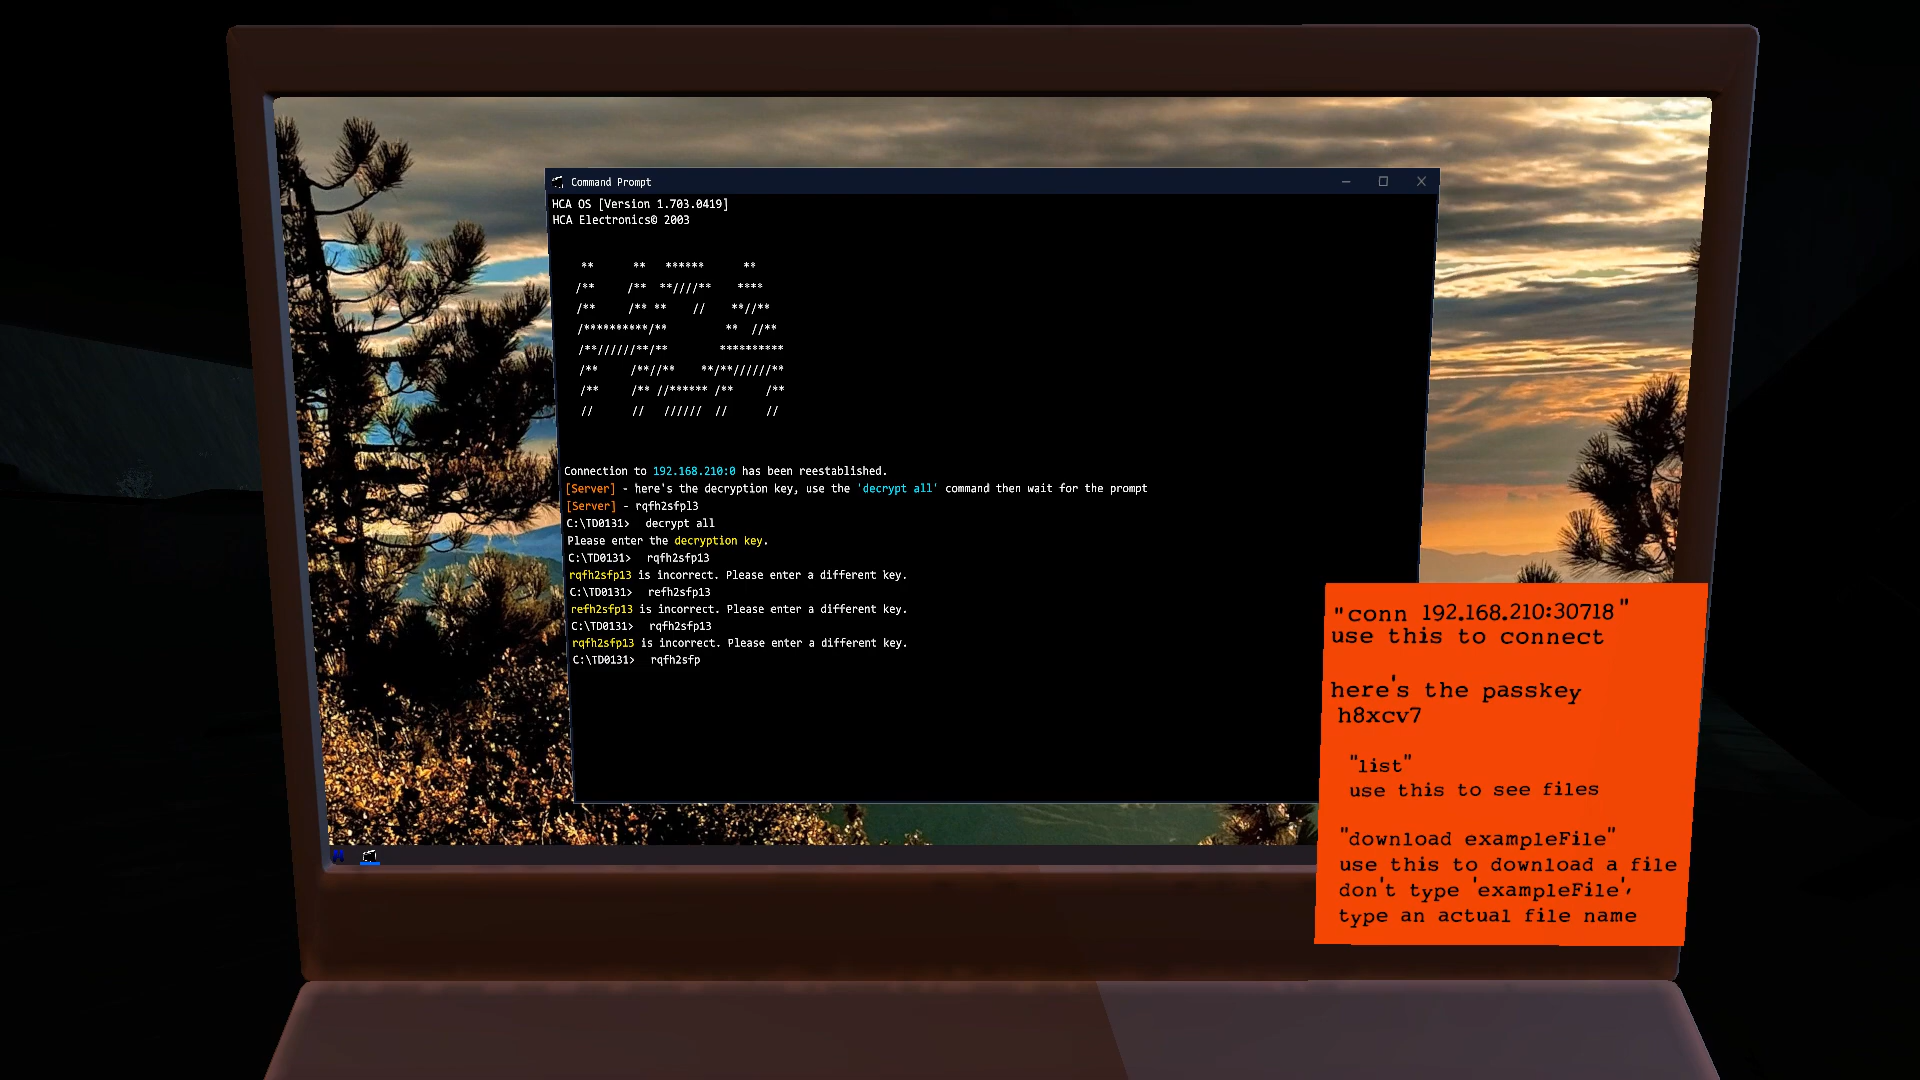 Command Prompt
HCA OS [Version 1.703.0419]
HCA Electronics© 2003
**      **   ******      **
/**     /**  **////**    ****
/**     /** **    //    **//**
/**********/**         **  //**
/**//////**/**        **********
/**     /**//**    **/**//////**
/**     /** //****** /**     /**
//      //   //////  //      //
Connection to 192.168.210:0 has been reestablished.
[Server] - here's the decryption key, use the 'decrypt all' command then wait for the prompt
[Server] - rqfh2sfpl3
C:\TD0131> decrypt all
Please enter the decryption key.
C:\TD0131> rqfh2sfp13
rqfh2sfp13 is incorrect. Please enter a different key.
C:\TD0131> refh2sfp13
refh2sfp13 is incorrect. Please enter a different key.
C:\TD0131> rqfh2sfp13
rqfh2sfp13 is incorrect. Please enter a different key.
C:\TD0131> rqfh2sfp
"conn 192.168.210:30718"
use this to connect
here's the passkey
h8xcv7
"list"
use this to see files
"download exampleFile"
use this to download a file
don't type 'exampleFile',
type an actual file name